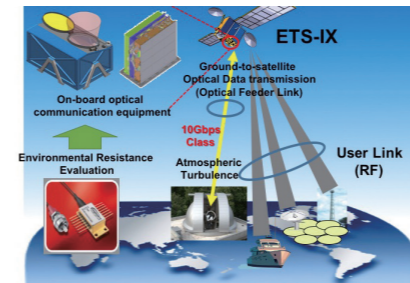 ETS-IX
Ground-to-satellite
Optical Data transmission
(Optical Feeder Link)
On-board optical
communication equipment
10Gbps
Class
Environmental Resistance
Evaluation
Atmospheric
Turbulence
User Link
(RF)